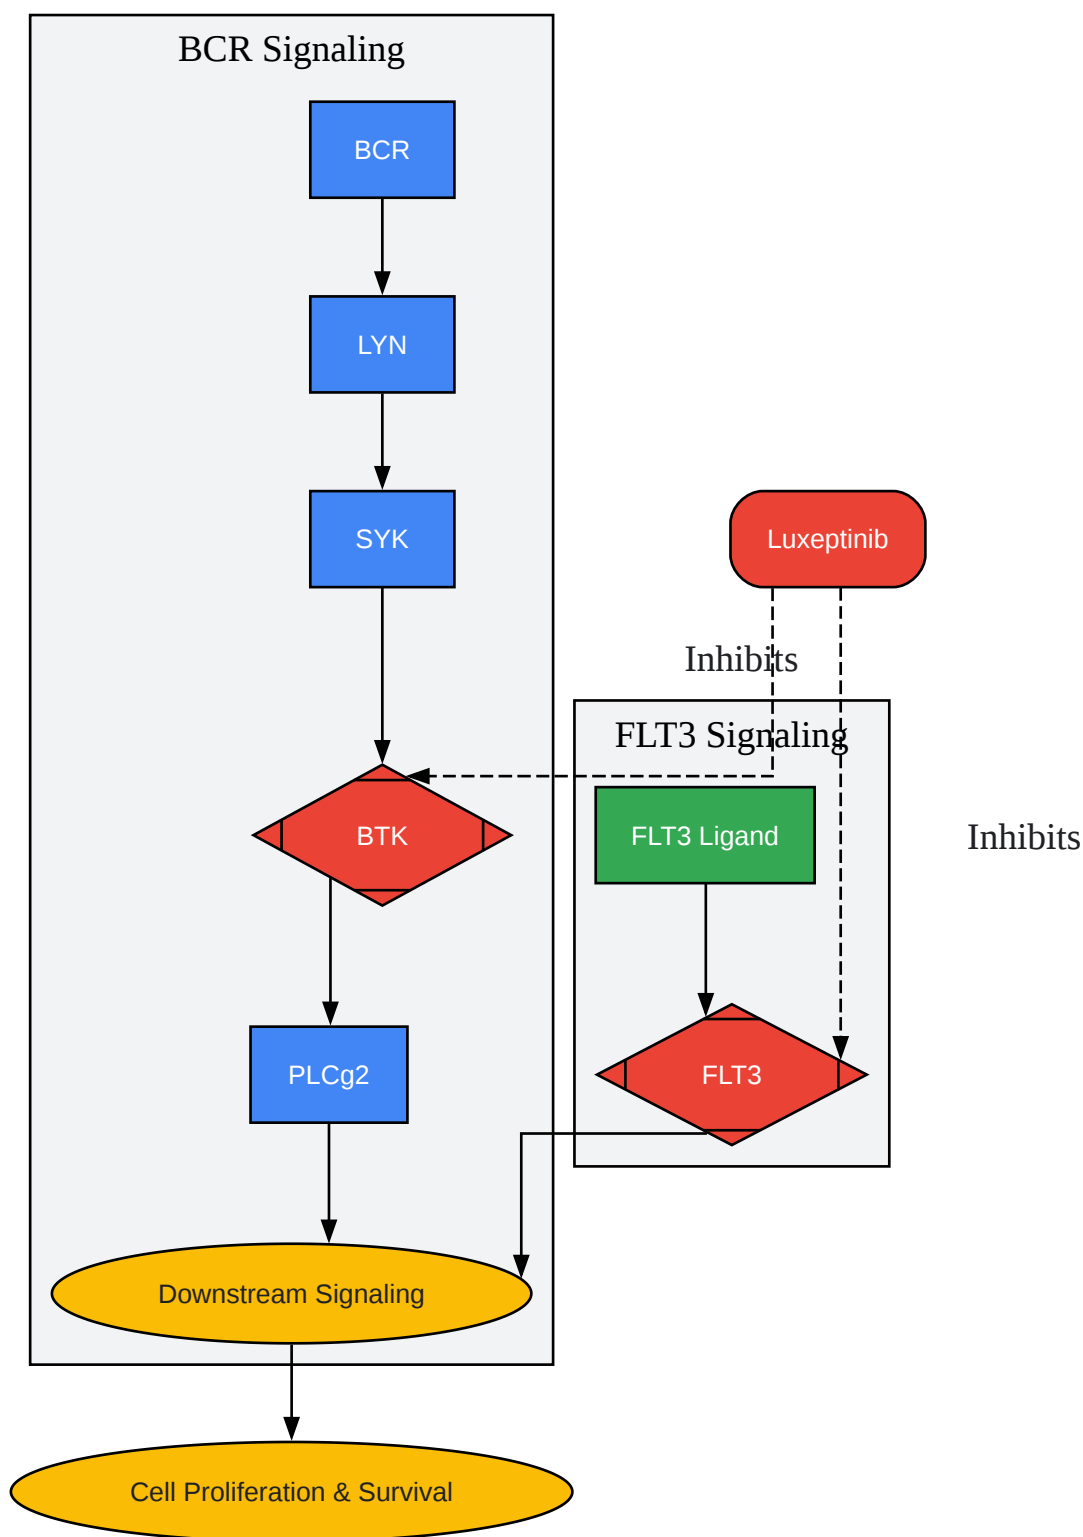 BCR Signaling
BCR
LYN
SYK
Luxeptinib
Inhibits
FLT3 Signaling
BTK
FLT3 Ligand
Inhibits
PLCg2
FLT3
Downstream Signaling
Cell Proliferation & Survival